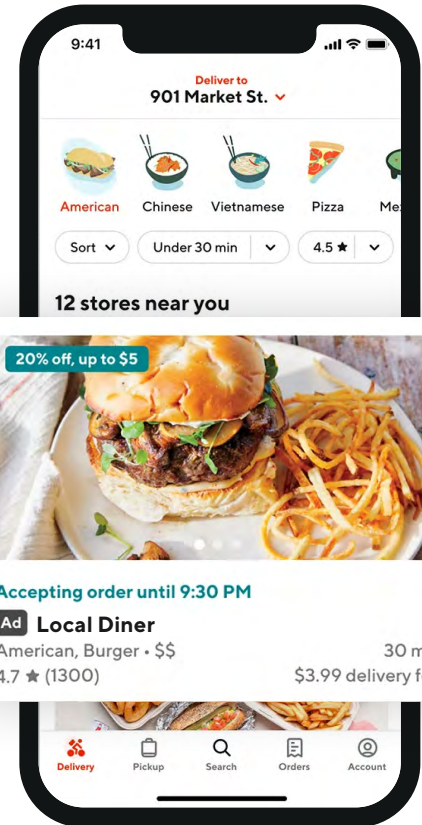 9:41
Deliver to
901 Market St.
American Chinese Vietnamese Pizza Me
Sort Under 30 min 4.5 ★
12 stores near you
20% off, up to $5
Accepting order until 9:30 PM
Ad Local Diner
American, Burger • $$ 30 m
4.7 ★ (1300) $3.99 delivery f
Delivery Pickup Search Orders Account